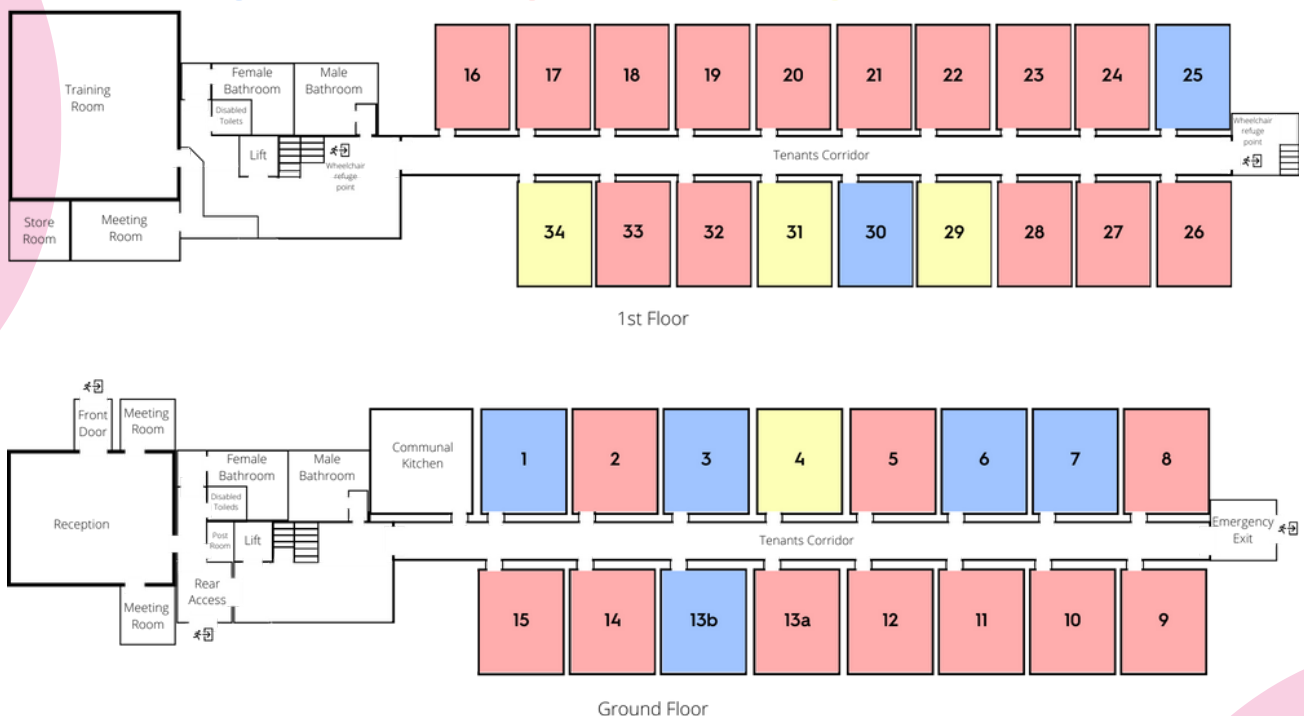 16
17
18
19
20
21
22
23
24
25
Training
Room
Female
Bathroom
Male
Bathroom
Disabled
Toilets
Lift
Wheelchair
refuge
point
Tenants Corridor
Wheelchair
refuge
point
Store
Room
Meeting
Room
34
33
32
31
30
29
28
27
26
1st Floor
Front
Door
Meeting
Room
Communal
Kitchen
1
2
3
4
5
6
7
8
Female
Bathroom
Male
Bathroom
Disabled
Toileds
Reception
Post
Room
Lift
Tenants Corridor
Emergency
Exit
Rear
Access
Meeting
Room
15
14
13b
13a
12
11
10
9
Ground Floor